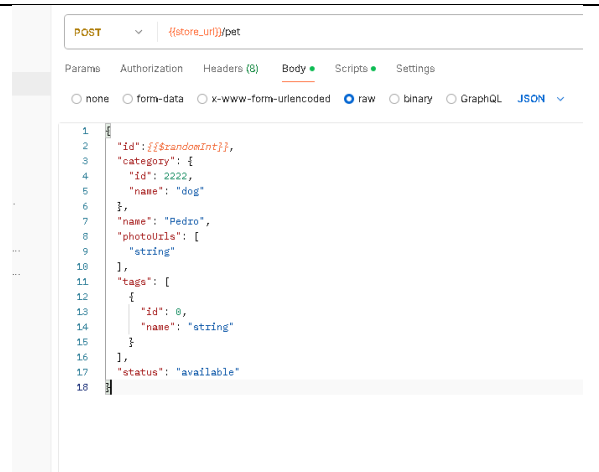 POST {{store_url}}/pet
Params Authorization Headers (8) Body Scripts Settings
none form-data x-www-form-urlencoded raw binary GraphQL JSON
1 {
2 "id":{{$randomInt}},
3 "category": {
4 "id": 2222,
5 "name": "dog"
6 },
7 "name": "Pedro",
8 "photoUrls": [
9 "string"
10 ],
11 "tags": [
12 {
13 "id": 0,
14 "name": "string"
15 }
16 ],
17 "status": "available"
18 }